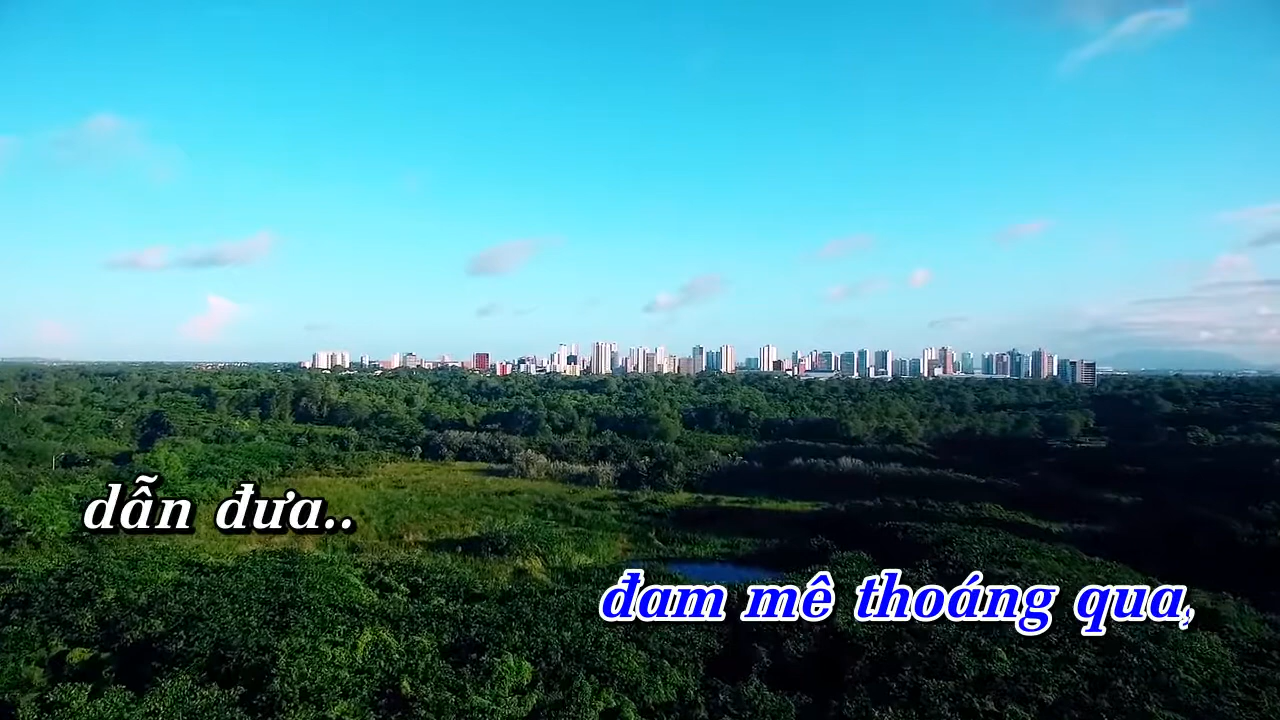 dẫn đưa..
đam mê thoáng qua,